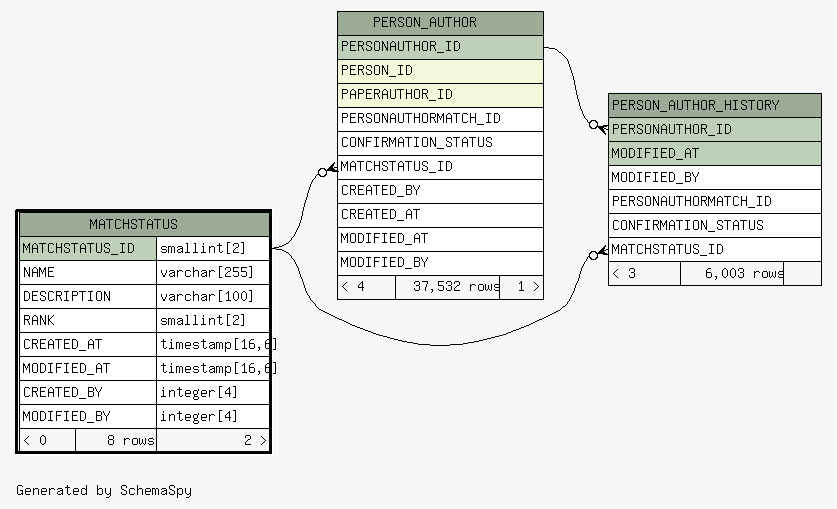 PERSON_AUTHOR
PERSONAUTHOR_ID
PERSON_ID
PAPERAUTHOR_ID
PERSONAUTHORMATCH_ID
CONFIRMATION_STATUS
MATCHSTATUS_ID
CREATED_BY
CREATED_AT
MODIFIED_AT
MODIFIED_BY
< 4 37,532 rows 1 >
PERSON_AUTHOR_HISTORY
PERSONAUTHOR_ID
MODIFIED_AT
MODIFIED_BY
PERSONAUTHORMATCH_ID
CONFIRMATION_STATUS
MATCHSTATUS_ID
< 3 6,003 rows
MATCHSTATUS
MATCHSTATUS_ID smallint[2]
NAME varchar[255]
DESCRIPTION varchar[100]
RANK smallint[2]
CREATED_AT timestamp[16,6]
MODIFIED_AT timestamp[16,6]
CREATED_BY integer[4]
MODIFIED_BY integer[4]
< 0 8 rows 2 >
Generated by SchemaSpy